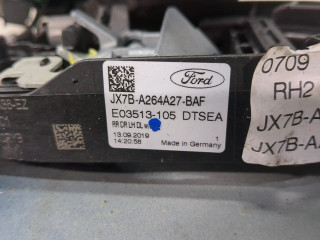 Ford
JX7B-A264A27-BAF
E03513-105 DTSEA
RR DR LH DL
13.09.2019
14:20:58
1
Made in Germany
0709
RH2
JX7B-A
JX7B-A